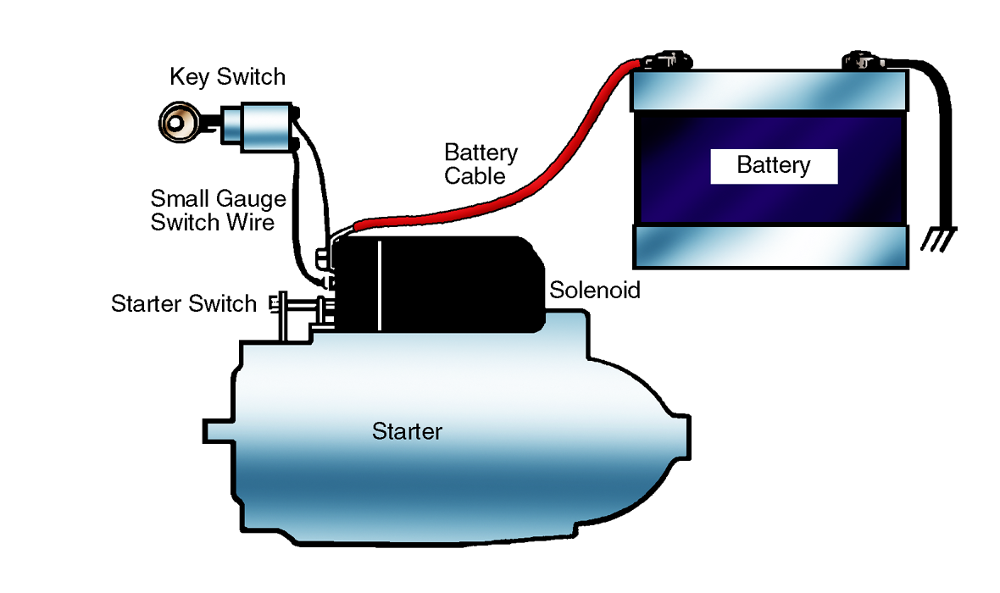 Key Switch
Battery
Cable
Battery
Small Gauge
Switch Wire
Starter Switch
Solenoid
Starter